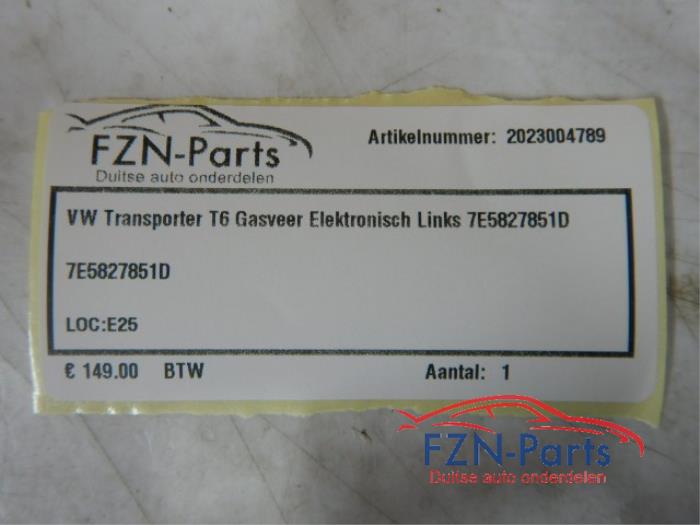 FZN-Parts
Duitse auto onderdelen
Artikelnummer: 2023004789
VW Transporter T6 Gasveer Elektronisch Links 7E5827851D
7E5827851D
LOC:E25
€ 149.00 BTW Aantal: 1
FZN-Parts
Duitse auto onderdelen